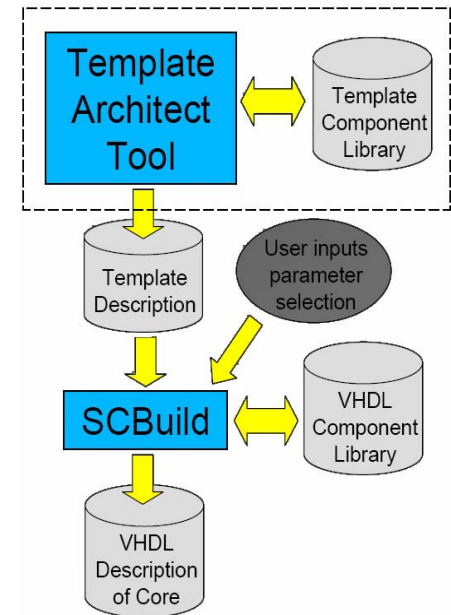 Template
Architect
Tool
Template
Component
Library
Template
Description
User inputs
parameter
selection
SCBuild
VHDL
Component
Library
VHDL
Description
of Core